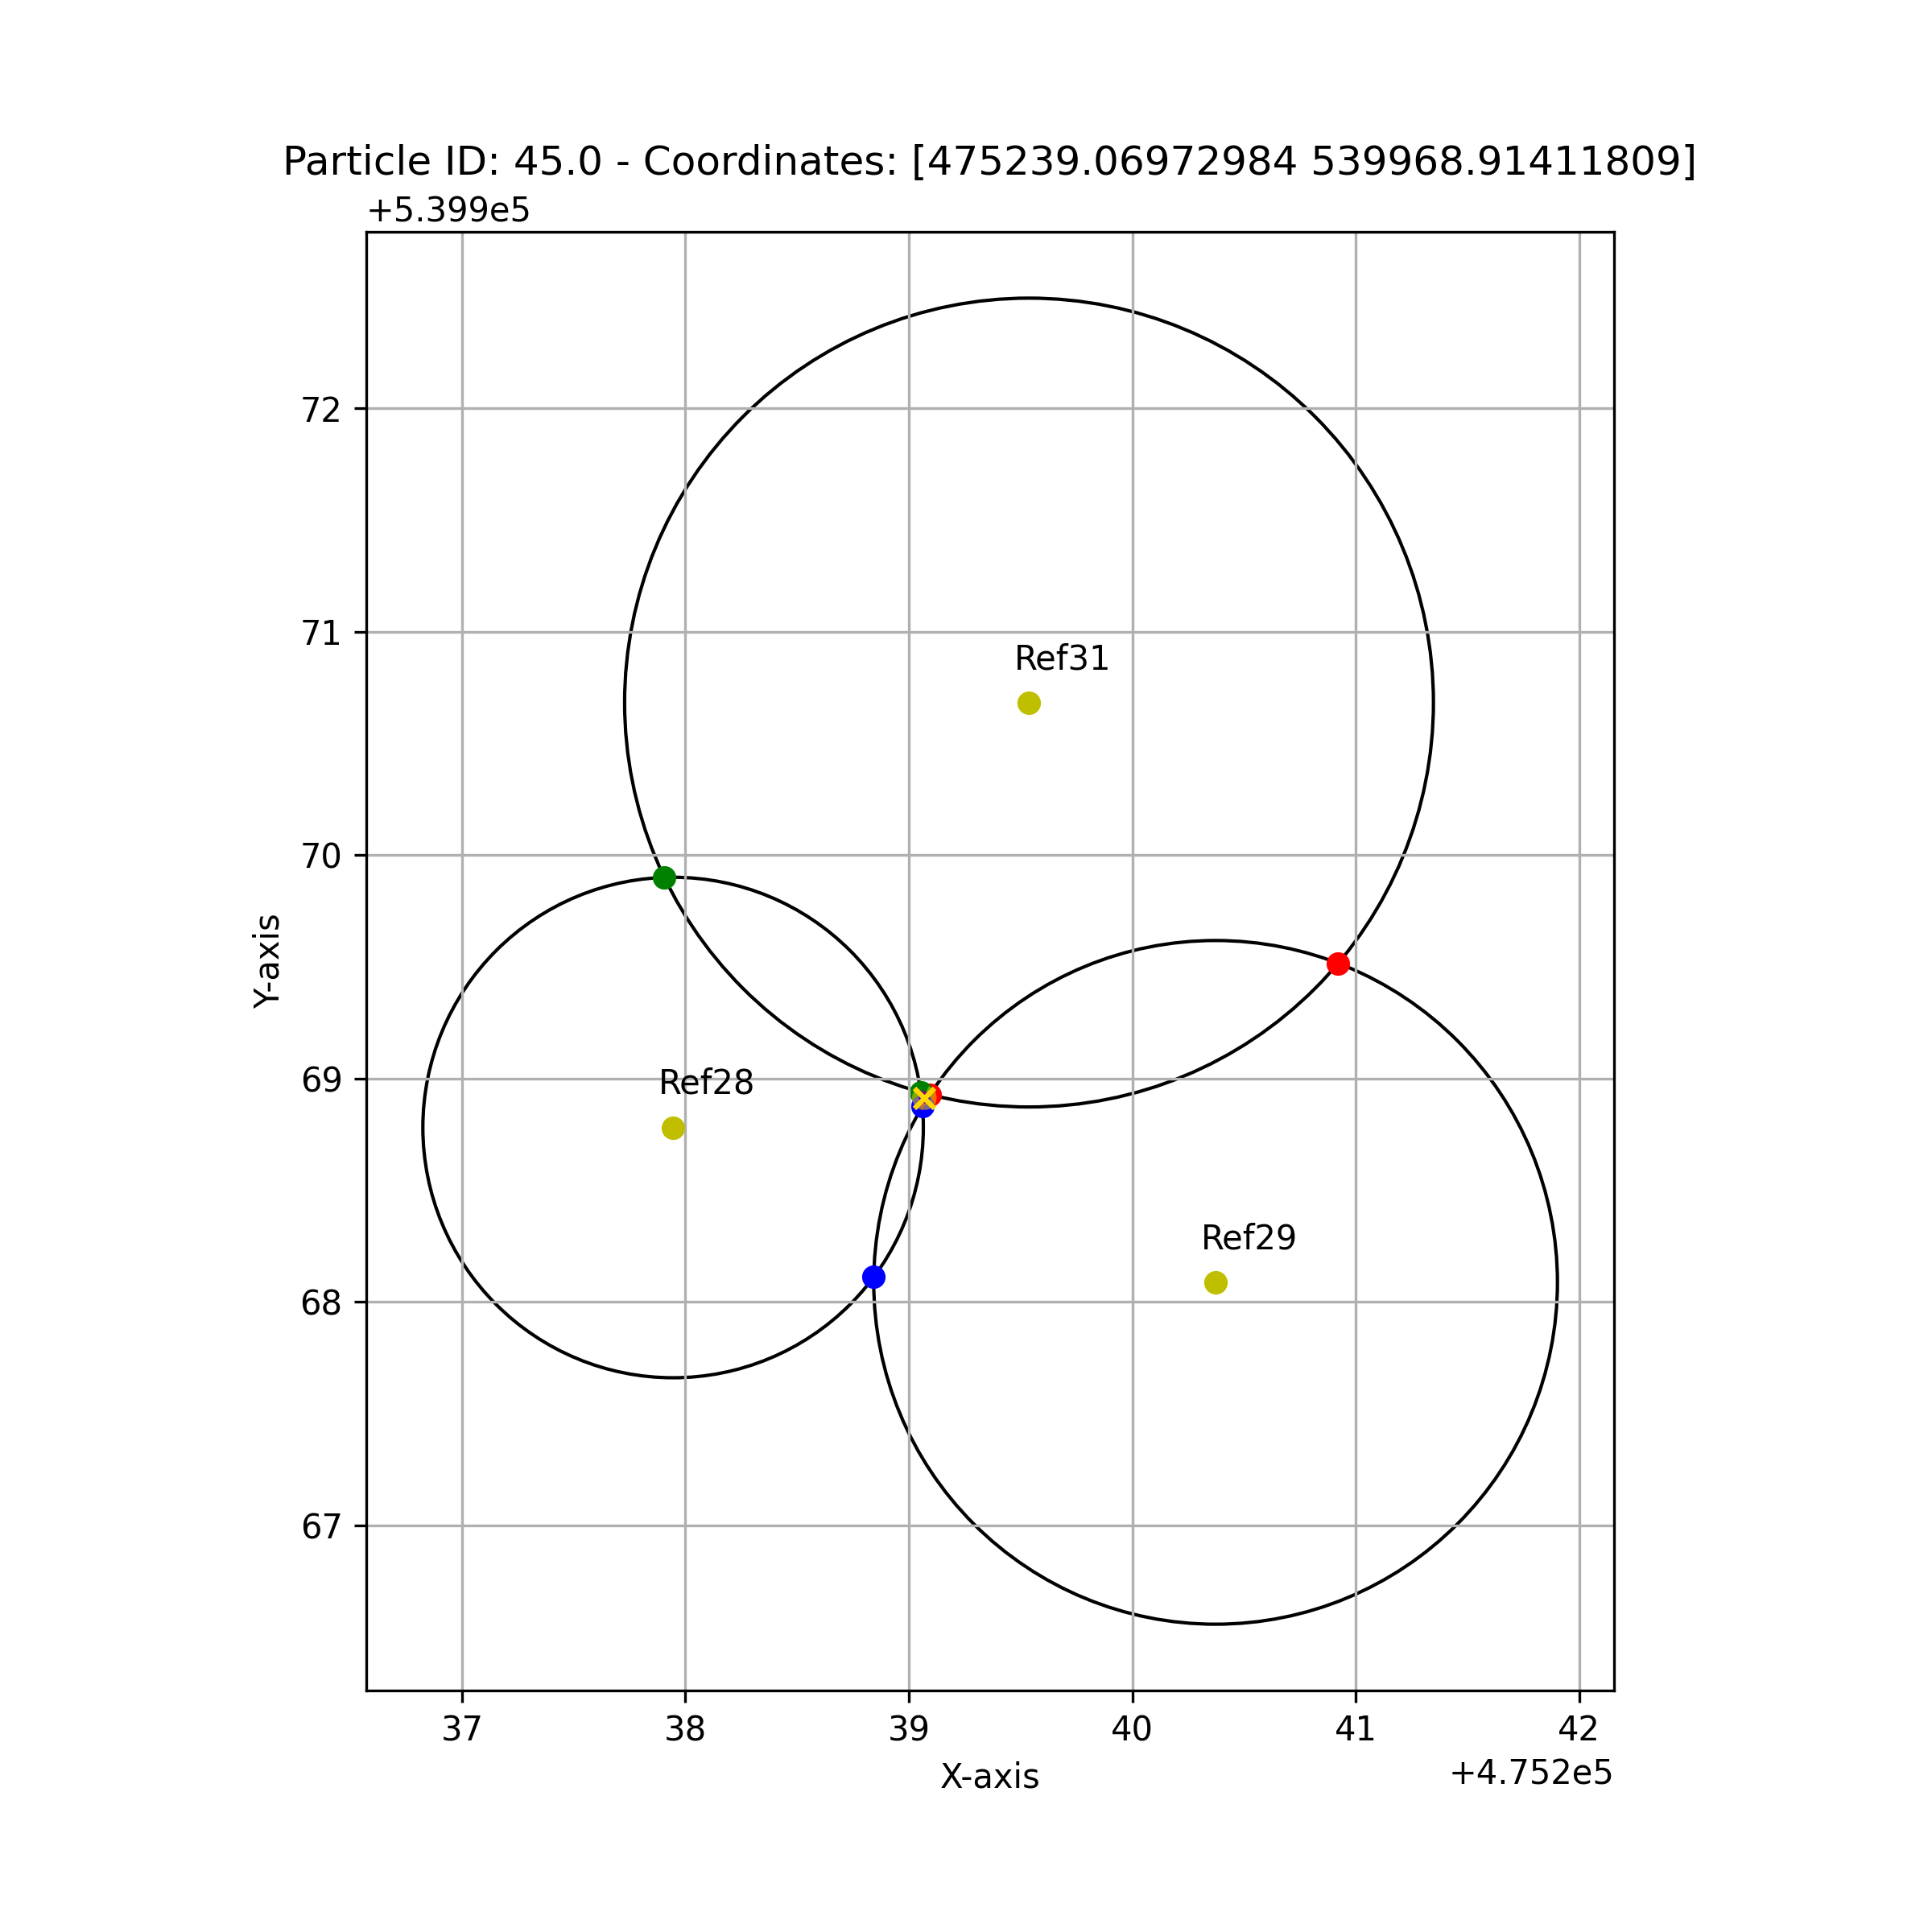 Particle ID: 45.0 - Coordinates: [475239.06972984 539968.91411809]
+5.399e5
72
71
Ref31
70
Y-axis
69
Ref28
Ref29
68
67
37 38 39 40 41 42
X-axis
+4.752e5